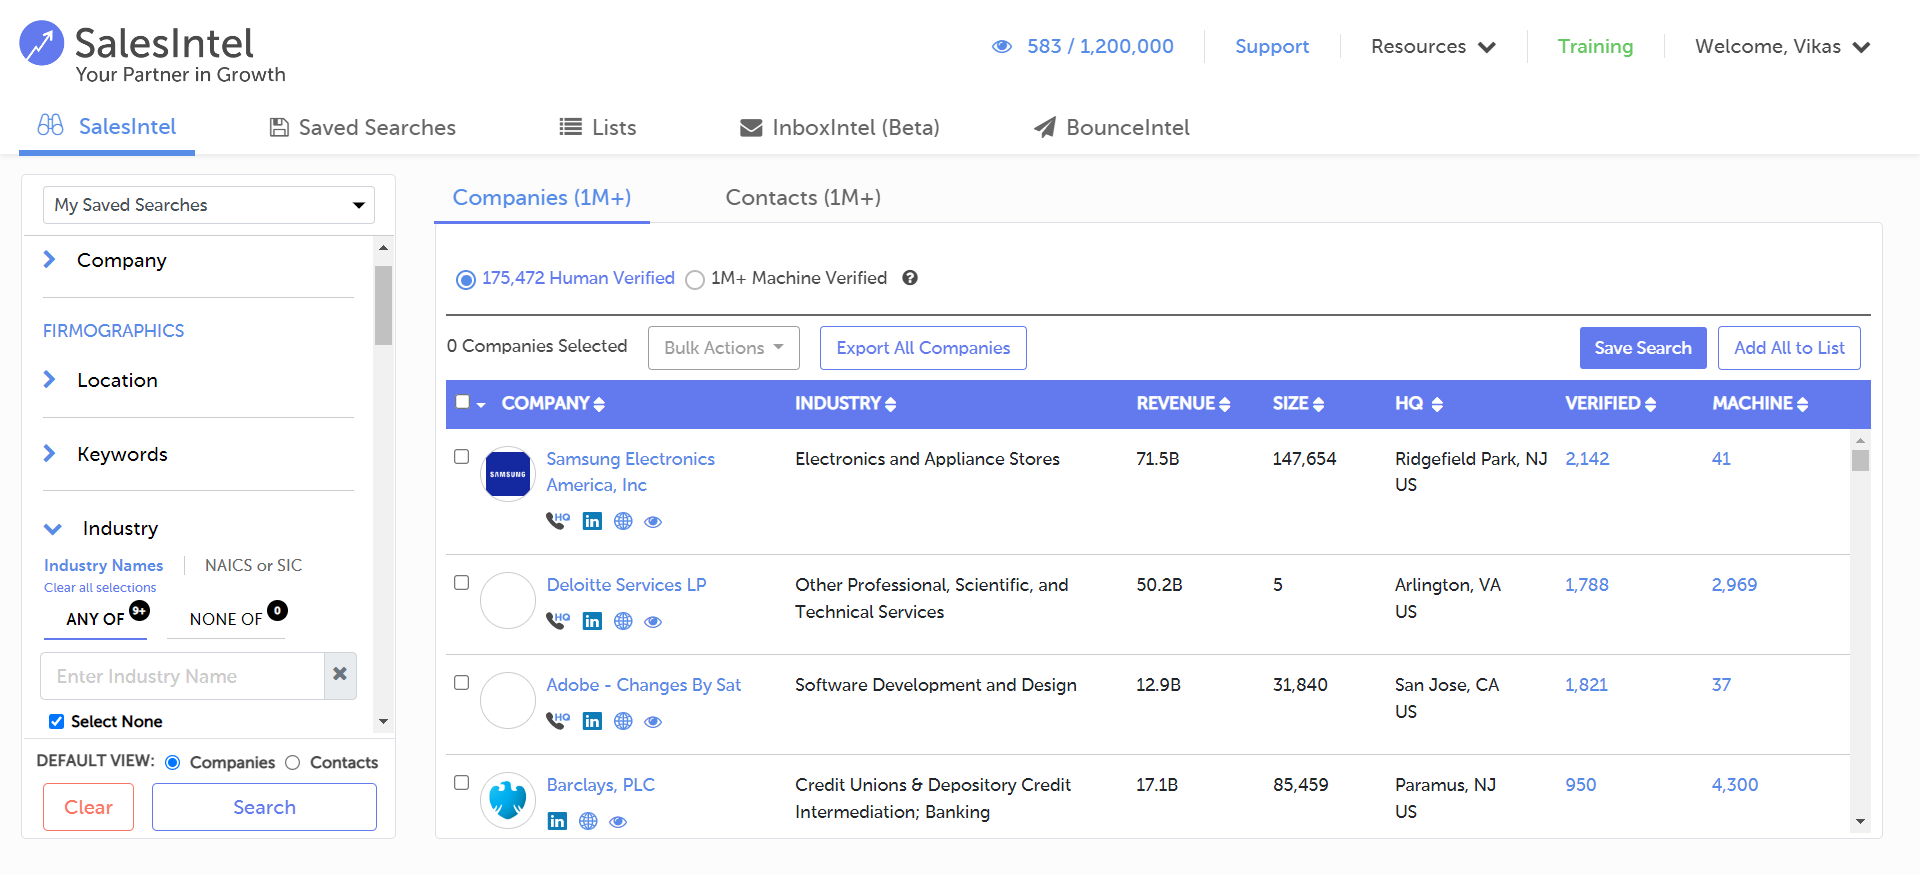 SalesIntel
Your Partner in Growth
583 / 1,200,000
Support
Resources
Training
Welcome, Vikas
SalesIntel
Saved Searches
Lists
InboxIntel (Beta)
BounceIntel
My Saved Searches
Company
FIRMOGRAPHICS
Location
Keywords
Industry
Industry Names
NAICS or SIC
Clear all selections
ANY OF 9+
NONE OF 0
Enter Industry Name
Select None
DEFAULT VIEW: Companies Contacts
Clear
Search
Companies (1M+)
Contacts (1M+)
175,472 Human Verified
1M+ Machine Verified
0 Companies Selected
Bulk Actions
Export All Companies
Save Search
Add All to List
COMPANY INDUSTRY REVENUE SIZE HQ VERIFIED MACHINE
SAMSUNG
Samsung Electronics Electronics and Appliance Stores 71.5B 147,654 Ridgefield Park, NJ 2,142 41
America, Inc US
HQ in
Deloitte Services LP Other Professional, Scientific, and 50.2B 5 Arlington, VA 1,788 2,969
Technical Services US
HQ in
Adobe - Changes By Sat Software Development and Design 12.9B 31,840 San Jose, CA 1,821 37
US
HQ in
Barclays, PLC Credit Unions & Depository Credit 17.1B 85,459 Paramus, NJ 950 4,300
Intermediation; Banking US
in